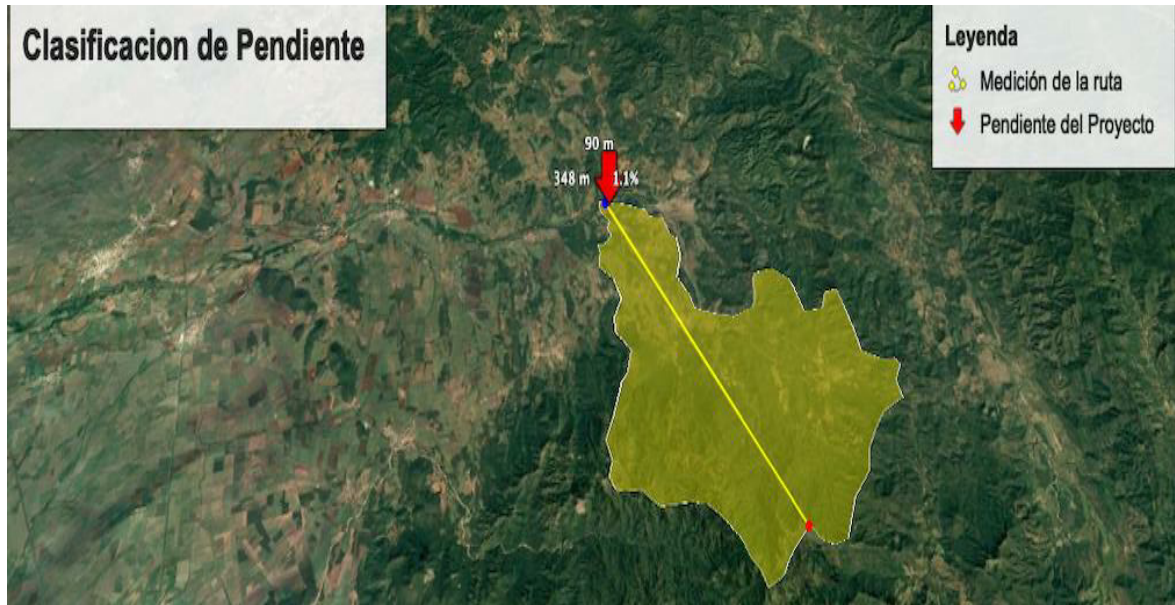 Clasificacion de Pendiente
Leyenda
Medición de la ruta
Pendiente del Proyecto
90 m
348 m 1.1%